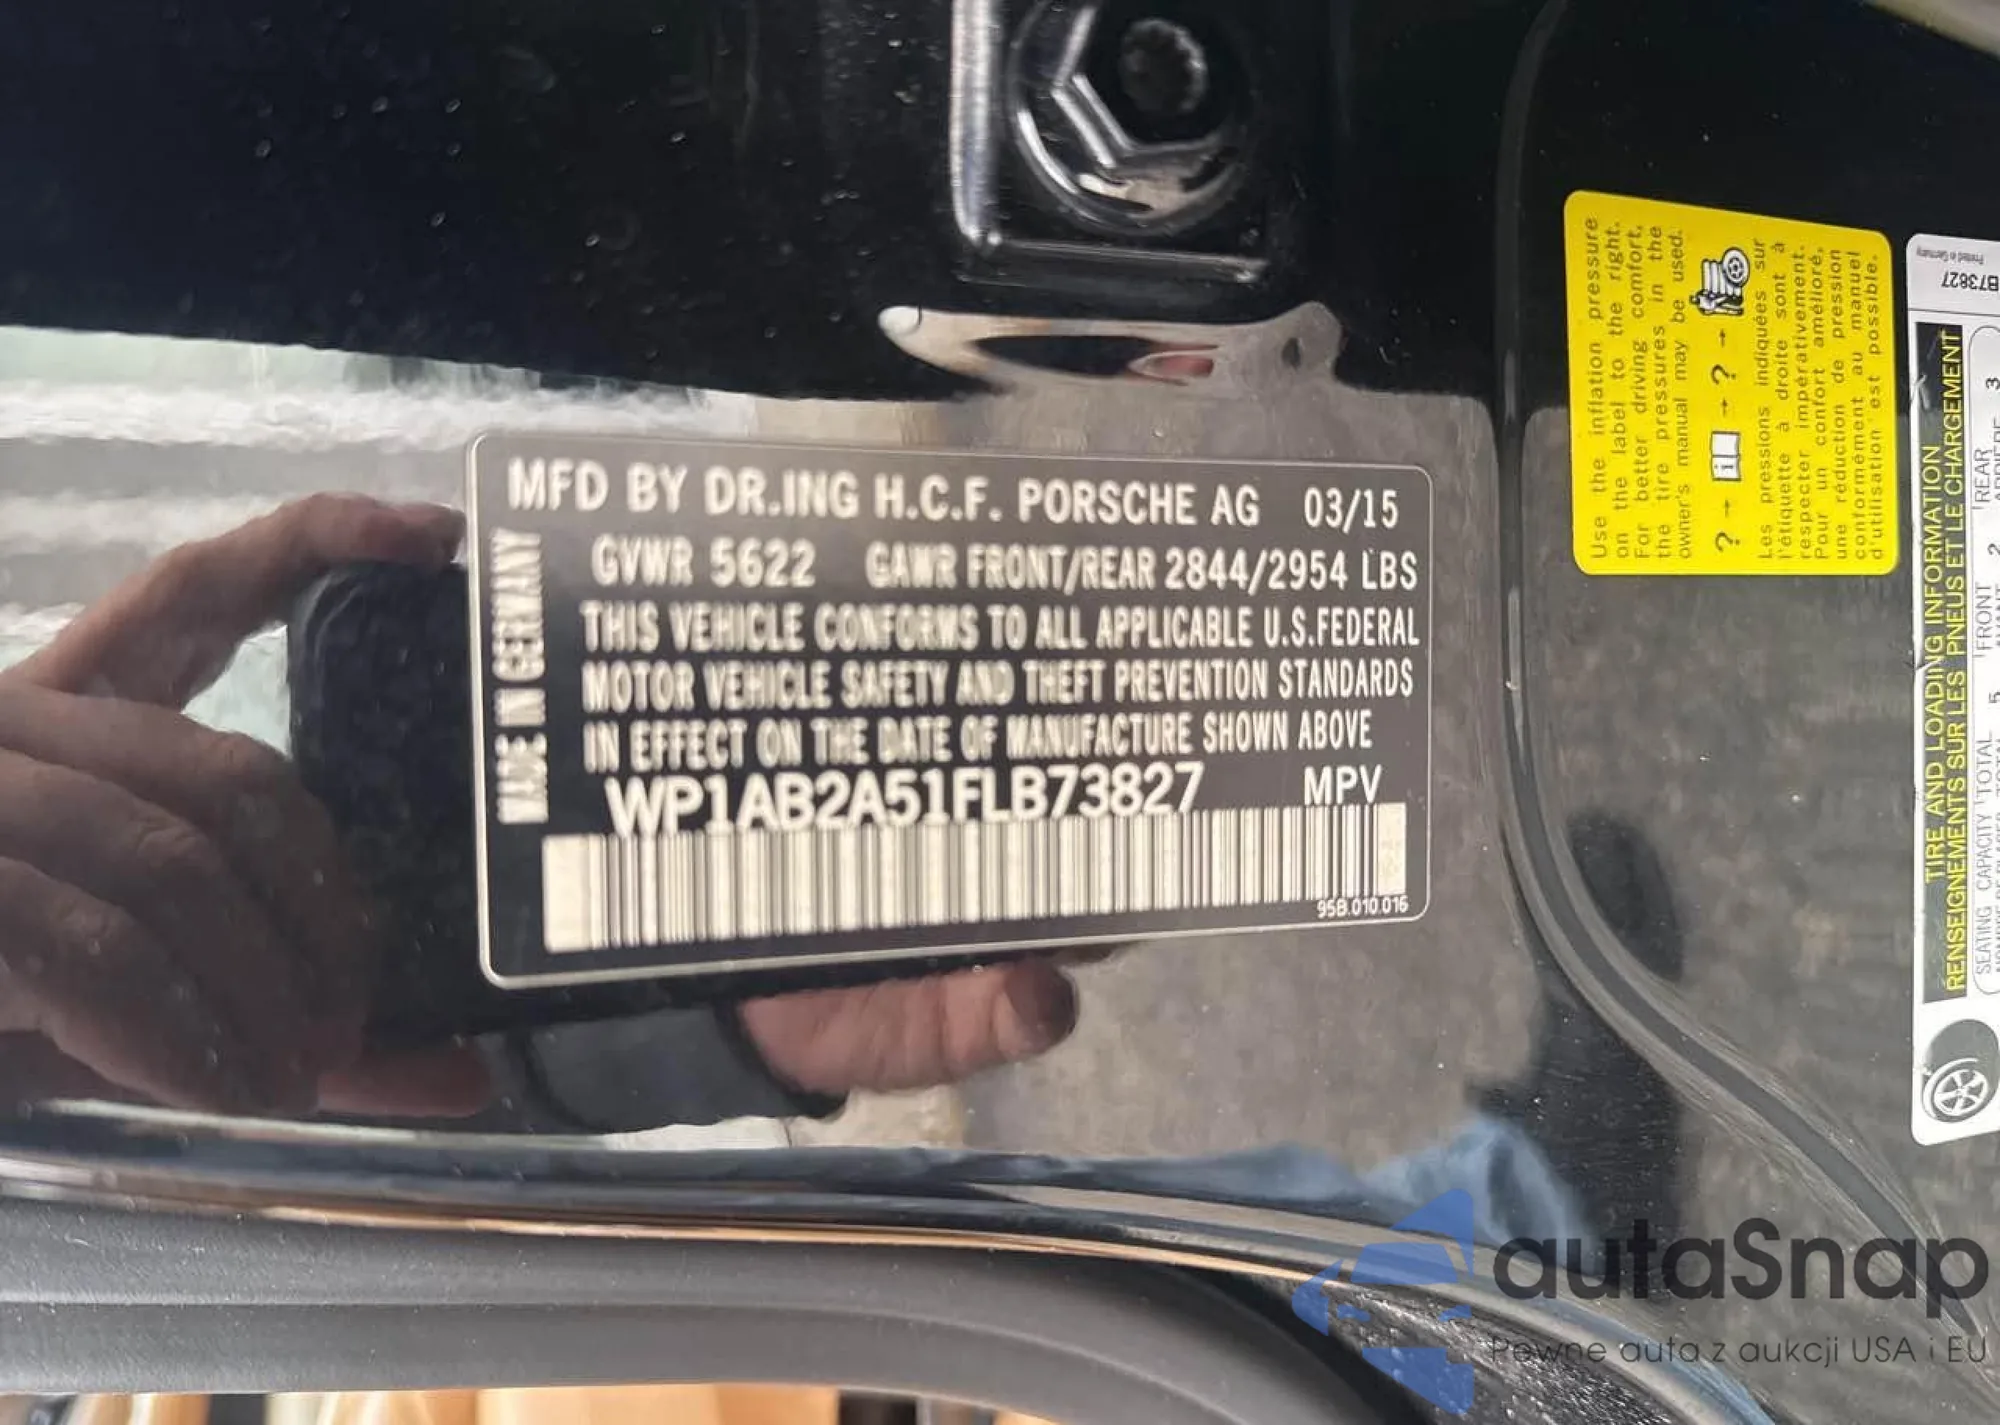 MFD BY DR.ING H.C.F. PORSCHE AG 03/15
GVWR 5622 GAWR FRONT/REAR 2844/2954 LBS
THIS VEHICLE CONFORMS TO ALL APPLICABLE U.S.FEDERAL
MOTOR VEHICLE SAFETY AND THEFT PREVENTION STANDARDS
IN EFFECT ON THE DATE OF MANUFACTURE SHOWN ABOVE
WP1AB2A51FLB73827 MPV
95B.010.016
MADE IN GERMANY
Use the inflation pressure
on the label to the right.
For better driving comfort,
the tire pressures in the
owner's manual may be used.
? → i → ? →
Les pressions indiquées sur
l'étiquette à droite sont à
respecter impérativement.
Pour un confort amélioré,
une réduction de pression
conformément au manuel
d'utilisation est possible.
Printed in Germany
B73827
TIRE AND LOADING INFORMATION
RENSEIGNEMENTS SUR LES PNEUS ET LE CHARGEMENT
SEATING CAPACITY TOTAL 5 FRONT 2 REAR 3
autaSnap
Pewne auta z aukcji USA i EU